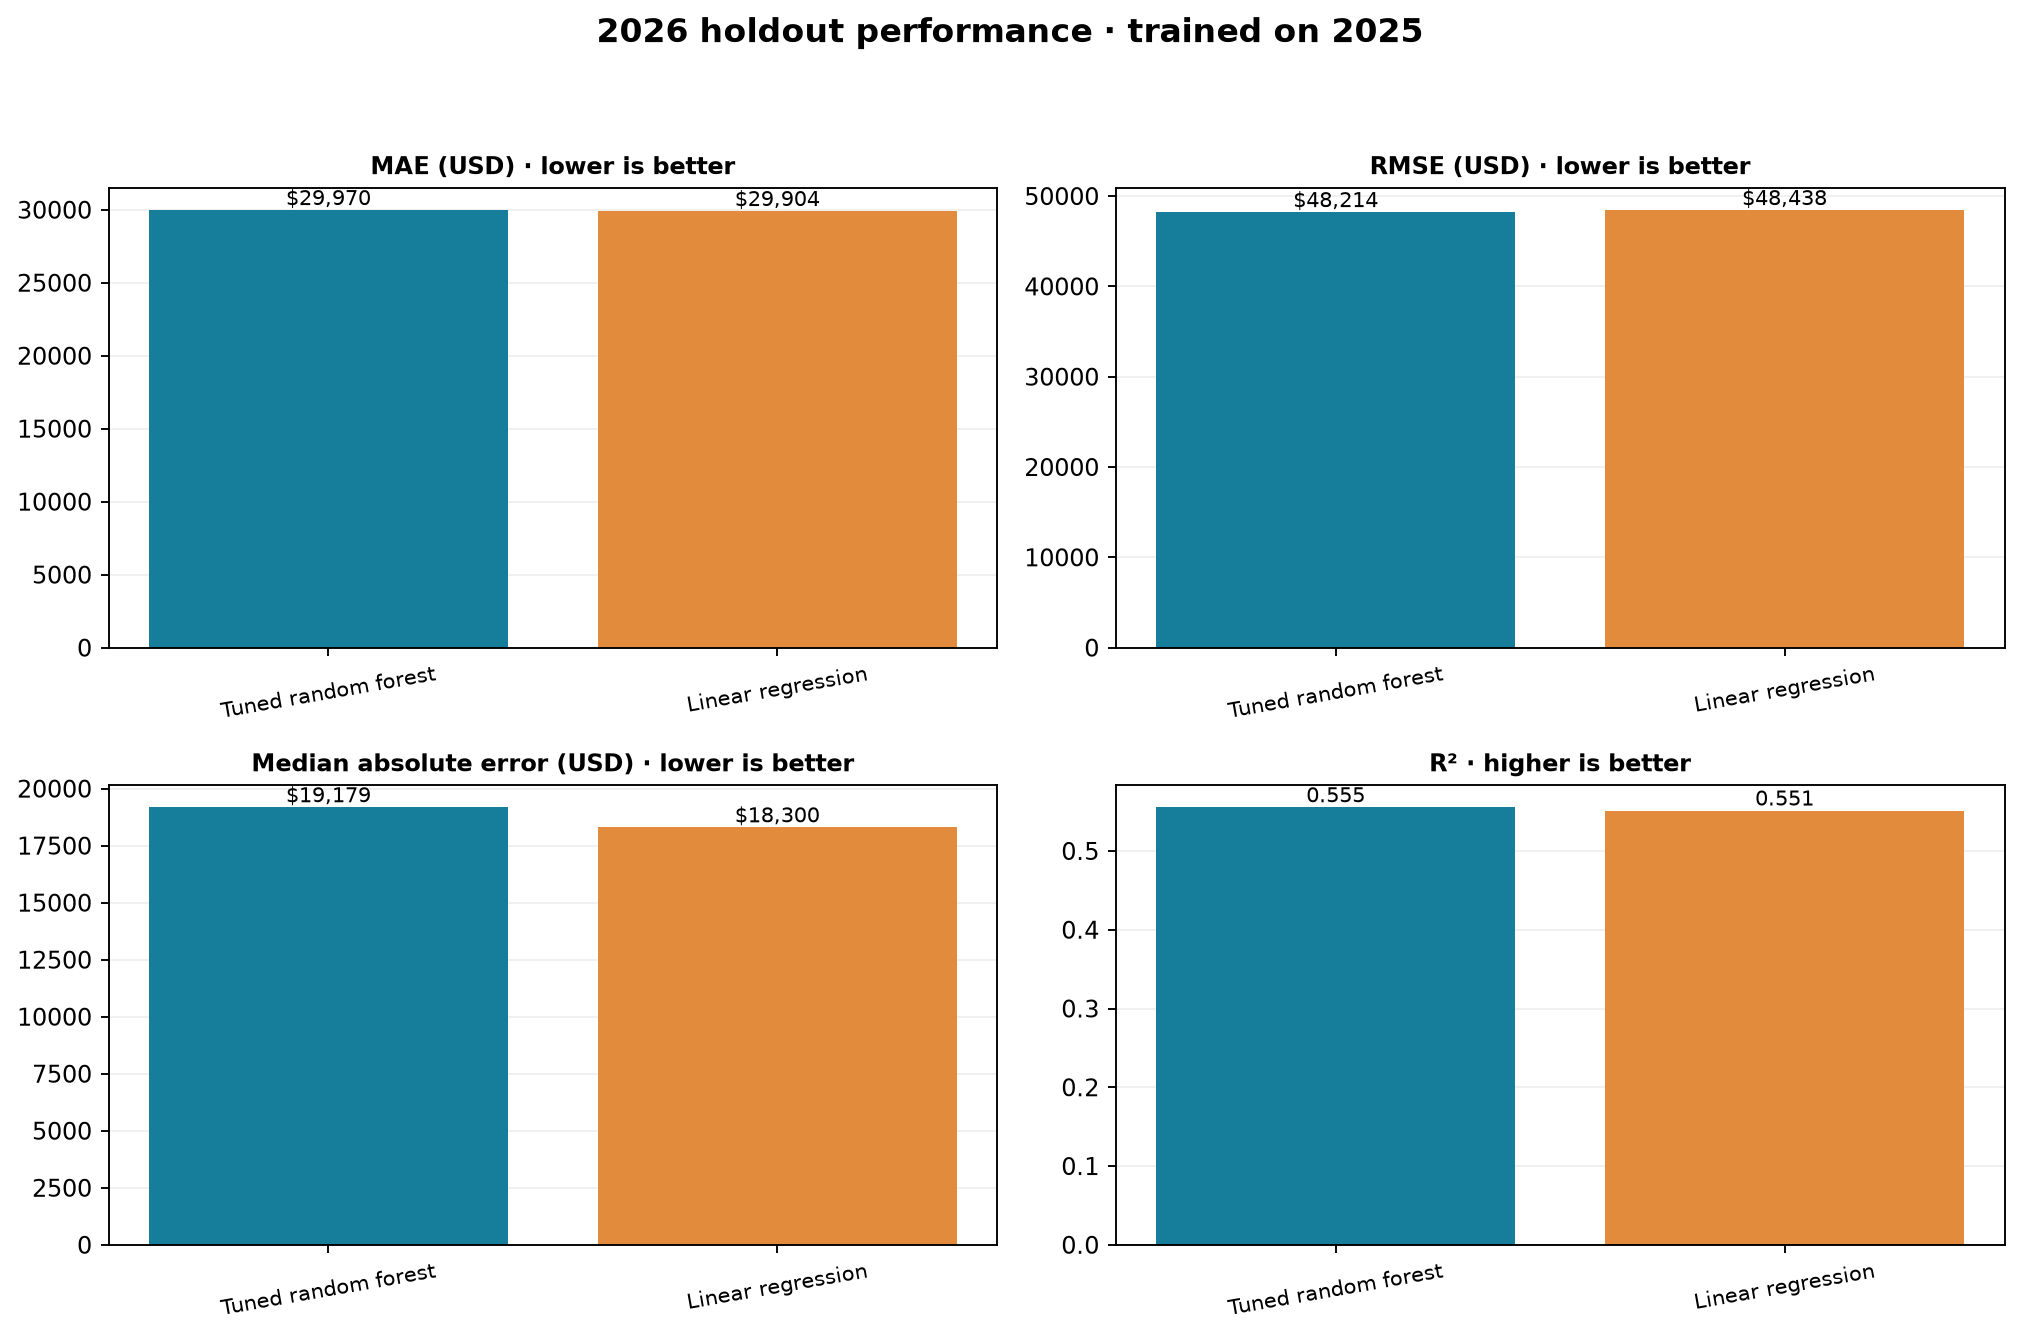 2026 holdout performance · trained on 2025
MAE (USD) · lower is better
$29,970
$29,904
30000
25000
20000
15000
10000
5000
0
Tuned random forest
Linear regression
RMSE (USD) · lower is better
$48,214
$48,438
50000
40000
30000
20000
10000
0
Tuned random forest
Linear regression
Median absolute error (USD) · lower is better
$19,179
$18,300
20000
17500
15000
12500
10000
7500
5000
2500
0
Tuned random forest
Linear regression
R² · higher is better
0.555
0.551
0.5
0.4
0.3
0.2
0.1
0.0
Tuned random forest
Linear regression